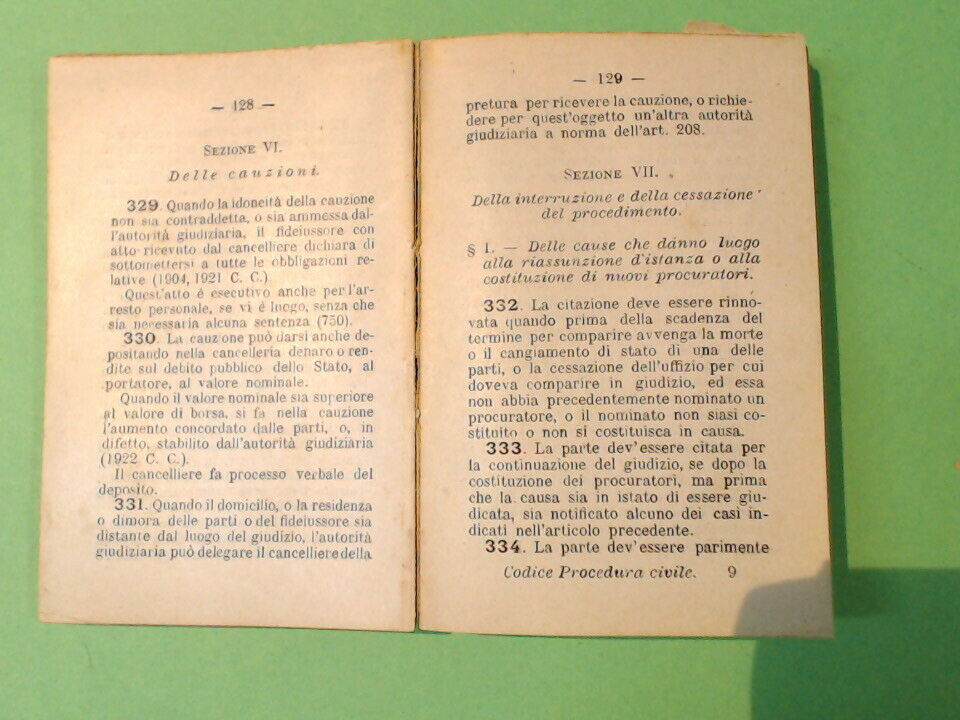 — 128 —
SEZIONE VI.
Delle cauzioni.
329. Quando la idoneità della cauzione
non sia contraddetta, o sia ammessa dal-
l'autorità giudiziaria, il fideiussore con
atto ricevuto dal cancelliere dichiara di
sottomettersi a tutte le obbligazioni re-
lative (1904, 1921 C. C.).
Quest'atto è esecutivo anche per l'ar-
resto personale, se vi è luogo, senza che
sia necessaria alcuna sentenza (750).
330. La cauzione può darsi anche de-
positando nella cancelleria denaro o ren-
dite sul debito pubblico dello Stato, al
portatore, al valore nominale.
Quando il valore nominale sia superiore
al valore di borsa, si fa nella cauzione
l'aumento concordato dalle parti, o, in
difetto, stabilito dall'autorità giudiziaria
(1922 C. C.).
Il cancelliere fa processo verbale del
deposito.
331. Quando il domicilio, o la residenza
o dimora delle parti o del fideiussore sia
distante dal luogo del giudizio, l'autorità
giudiziaria può delegare il cancelliere della
— 129 —
pretura per ricevere la cauzione, o richie-
dere per quest'oggetto un'altra autorità
giudiziaria a norma dell'art. 208.
SEZIONE VII.
Della interruzione e della cessazione
del procedimento.
§ 1. — Delle cause che dànno luogo
alla riassunzione d'istanza o alla
costituzione di nuovi procuratori.
332. La citazione deve essere rinno-
vata quando prima della scadenza del
termine per comparire avvenga la morte
o il cangiamento di stato di una delle
parti, o la cessazione dell'uffizio per cui
doveva comparire in giudizio, ed essa
non abbia precedentemente nominato un
procuratore, o il nominato non siasi co-
stituito o non si costituisca in causa.
333. La parte dev'essere citata per
la continuazione del giudizio, se dopo la
costituzione dei procuratori, ma prima
che la causa sia in istato di essere giu-
dicata, sia notificato alcuno dei casi in-
dicati nell'articolo precedente.
334. La parte dev'essere parimente
Codice Procedura civile. 9